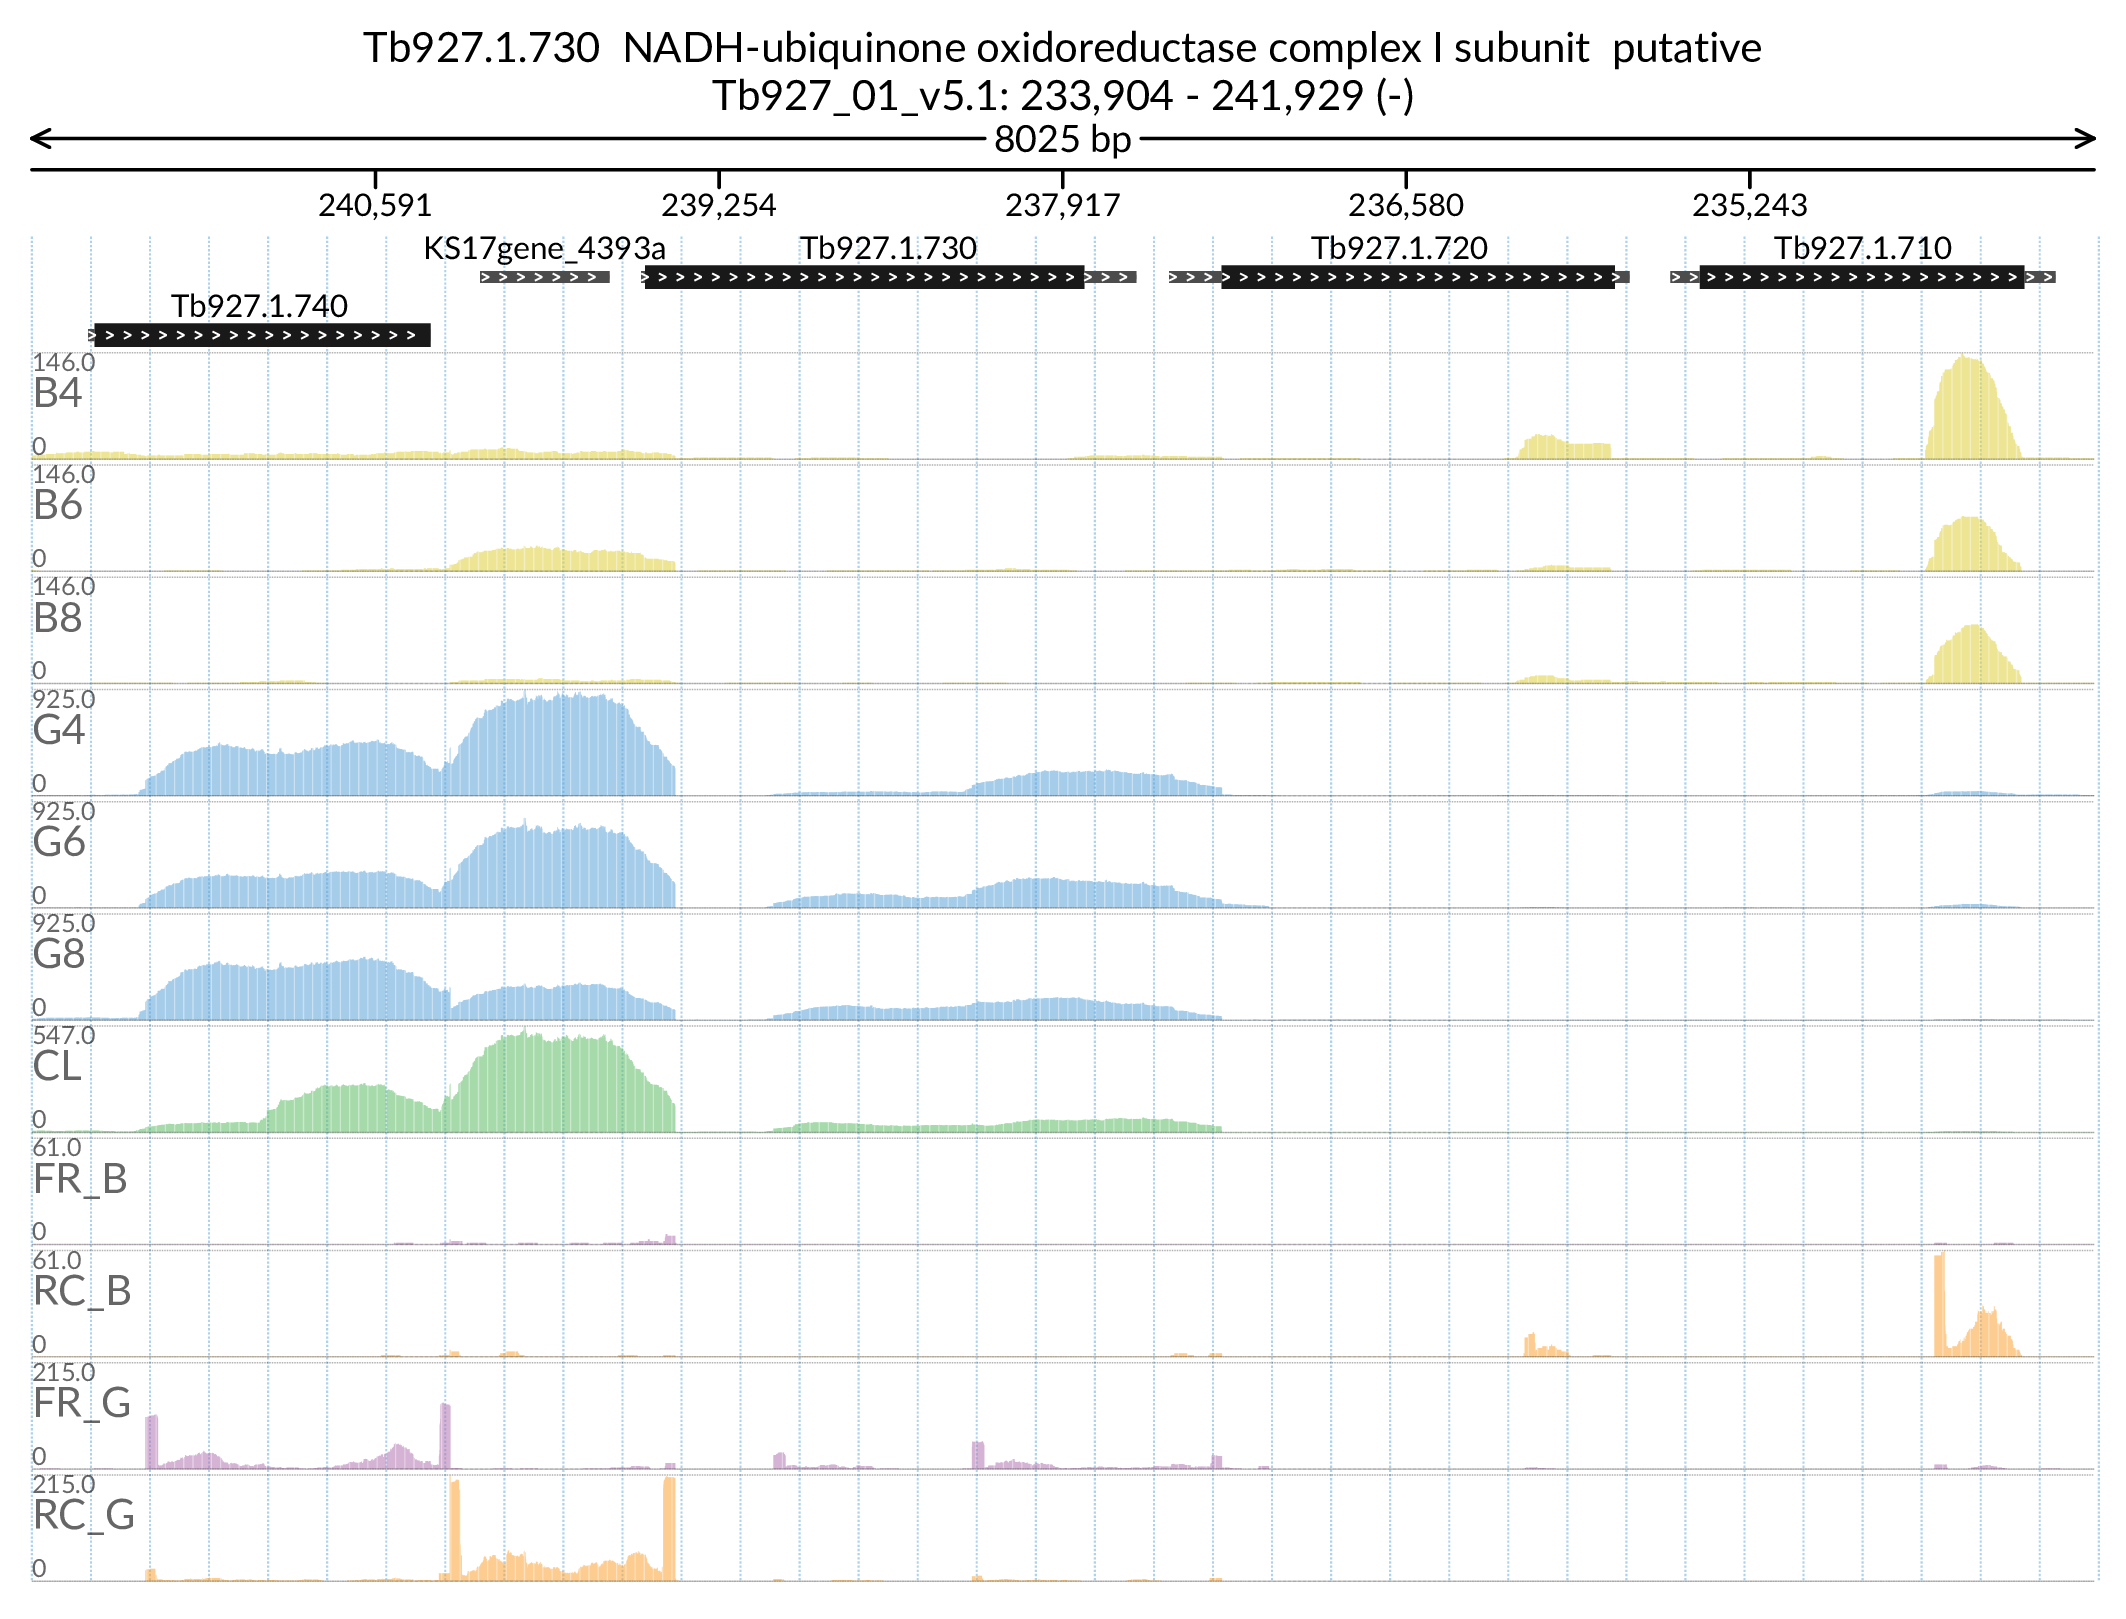 Tb927.1.730  NADH-ubiquinone oxidoreductase complex I subunit  putative
Tb927_01_v5.1: 233,904 - 241,929 (-)
8025 bp
240,591 239,254 237,917 236,580 235,243
KS17gene_4393a Tb927.1.730 Tb927.1.720 Tb927.1.710
Tb927.1.740
146.0
B4
0
146.0
B6
0
146.0
B8
0
925.0
G4
0
925.0
G6
0
925.0
G8
0
547.0
CL
0
61.0
FR_B
0
61.0
RC_B
0
215.0
FR_G
0
215.0
RC_G
0